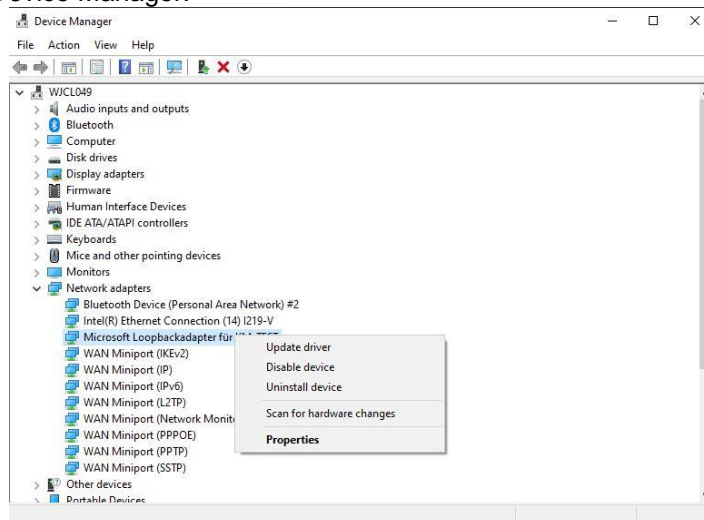 Device Manager.
Device Manager
File Action View Help
WJCL049
Audio inputs and outputs
Bluetooth
Computer
Disk drives
Display adapters
Firmware
Human Interface Devices
IDE ATA/ATAPI controllers
Keyboards
Mice and other pointing devices
Monitors
Network adapters
Bluetooth Device (Personal Area Network) #2
Intel(R) Ethernet Connection (14) I219-V
Microsoft Loopbackadapter für KM-TEST
WAN Miniport (IKEv2)
WAN Miniport (IP)
WAN Miniport (IPv6)
WAN Miniport (L2TP)
WAN Miniport (Network Monit
WAN Miniport (PPPOE)
WAN Miniport (PPTP)
WAN Miniport (SSTP)
Other devices
Portable Devices
Update driver
Disable device
Uninstall device
Scan for hardware changes
Properties